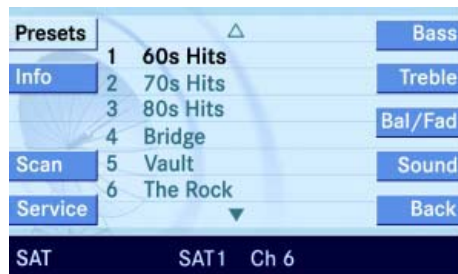 Presets
Info
Scan
Service
1 60s Hits
2 70s Hits
3 80s Hits
4 Bridge
5 Vault
6 The Rock
Bass
Treble
Bal/Fad
Sound
Back
SAT SAT1 Ch 6